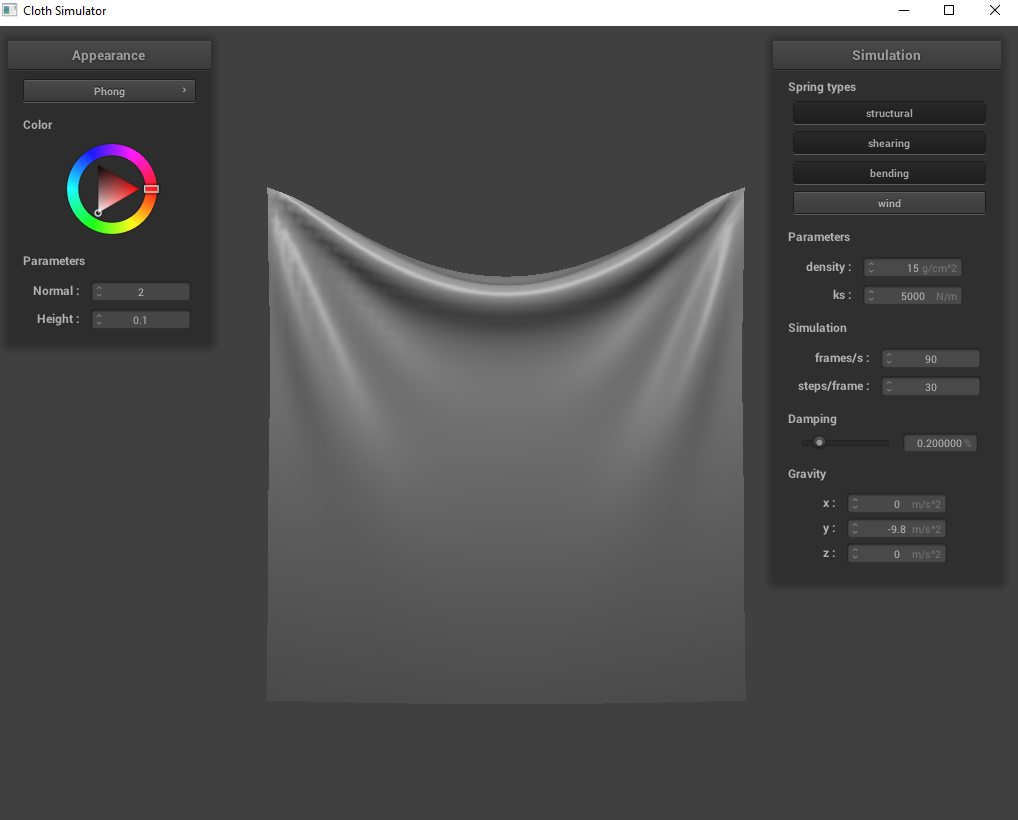 Cloth Simulator
Appearance
Phong
Color
Parameters
Normal : 2
Height : 0.1
Simulation
Spring types
structural
shearing
bending
wind
Parameters
density : 15 g/cm^2
ks : 5000 N/m
Simulation
frames/s : 90
steps/frame : 30
Damping
0.200000 %
Gravity
x : 0 m/s^2
y : -9.8 m/s^2
z : 0 m/s^2